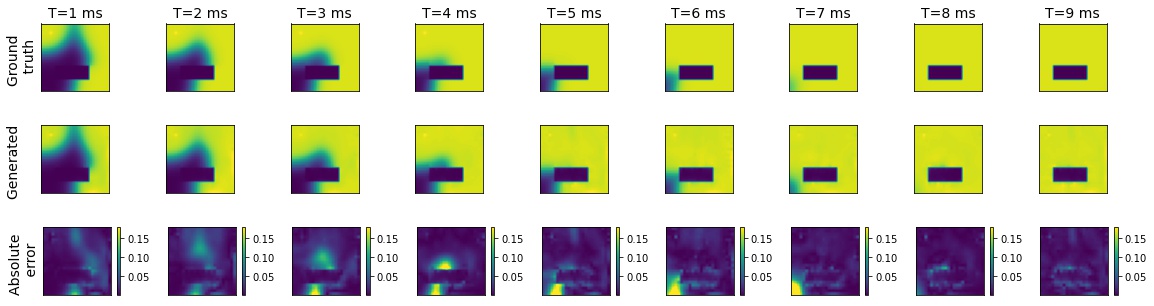 T=1 ms T=2 ms T=3 ms T=4 ms T=5 ms T=6 ms T=7 ms T=8 ms T=9 ms
Ground
truth
Generated
Absolute
error
0.15 0.15 0.15 0.15 0.15 0.15 0.15 0.15 0.15
0.10 0.10 0.10 0.10 0.10 0.10 0.10 0.10 0.10
0.05 0.05 0.05 0.05 0.05 0.05 0.05 0.05 0.05